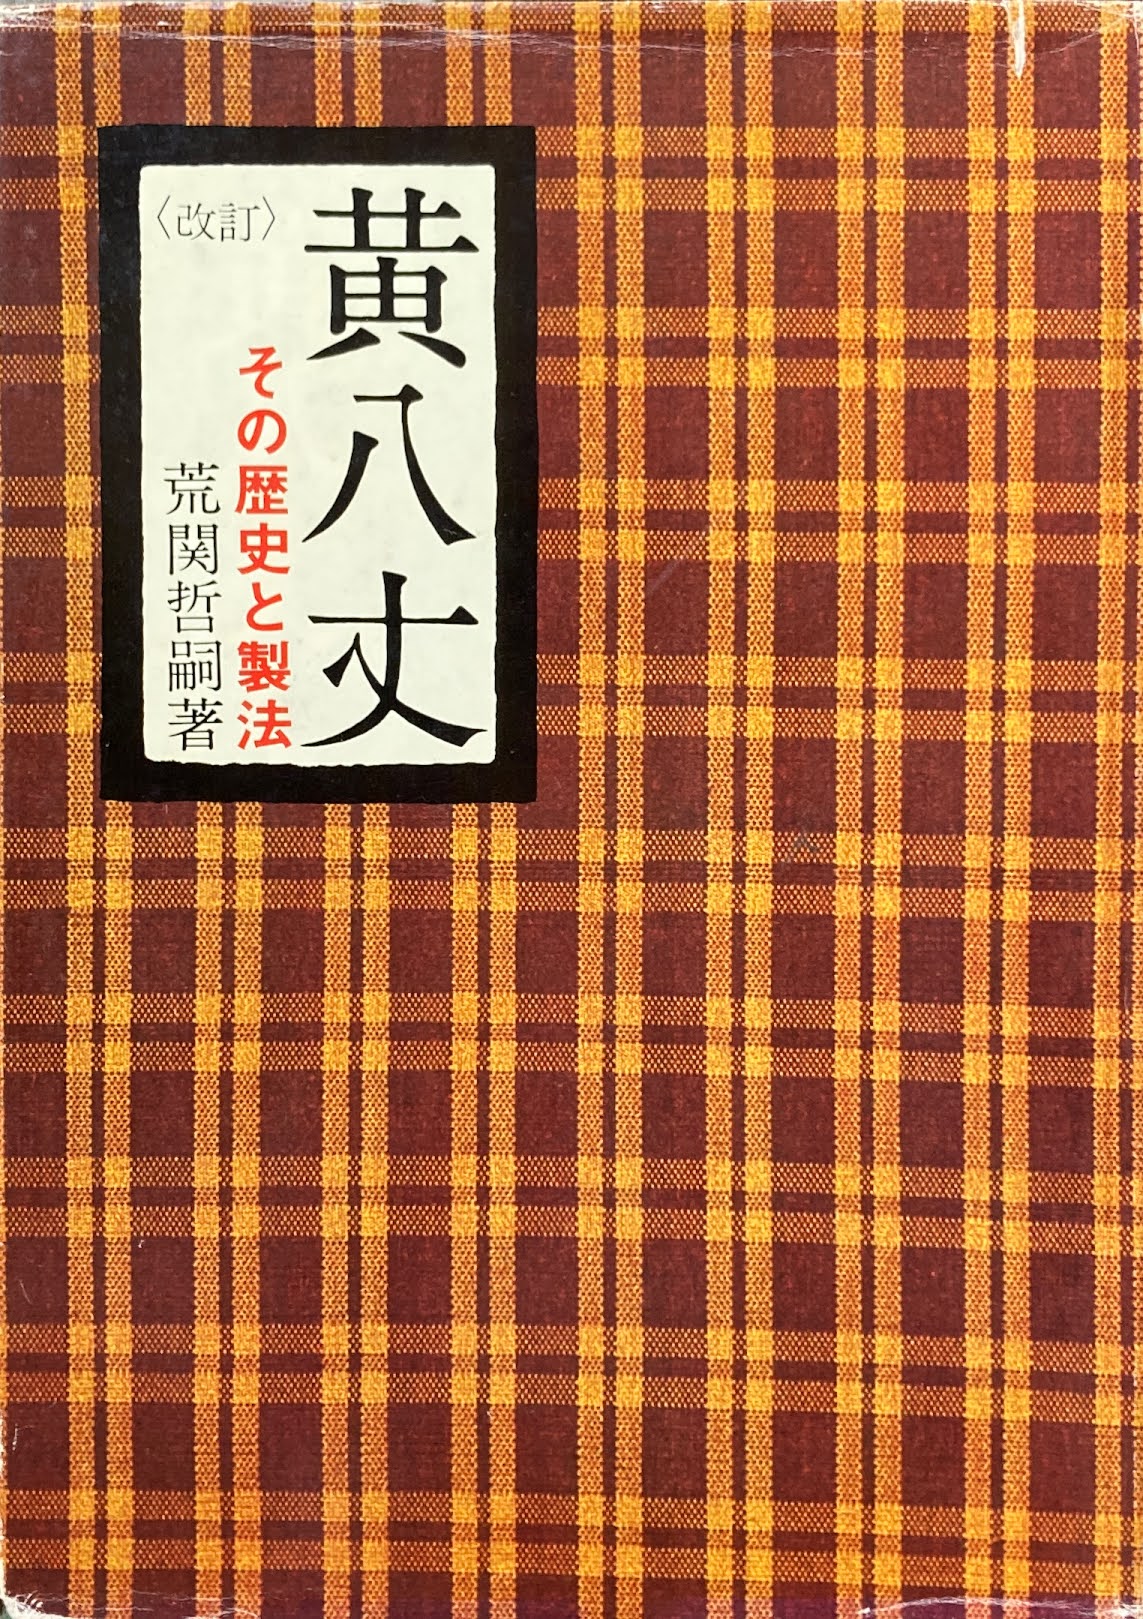 黄八丈
〈改訂〉
その歴史と製法
荒関哲嗣著